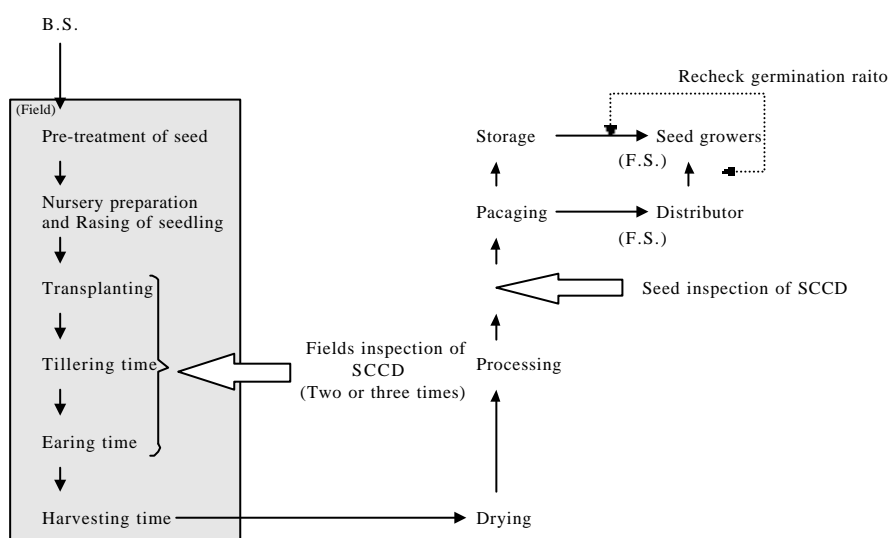 B.S.
(Field)
Pre-treatment of seed
Nursery preparation
and Rasing of seedling
Transplanting
Tillering time
Earing time
Harvesting time
Fields inspection of
SCCD
(Two or three times)
Drying
Processing
Seed inspection of SCCD
Pacaging
Distributor
(F.S.)
Storage
Seed growers
(F.S.)
Recheck germination raito